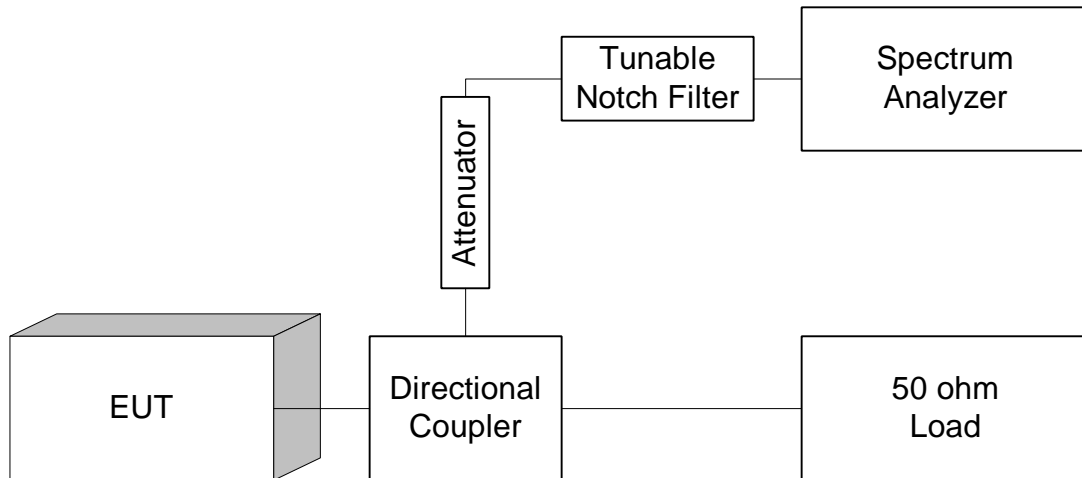 Tunable
Notch Filter
Spectrum
Analyzer
Attenuator
EUT
Directional
Coupler
50 ohm
Load